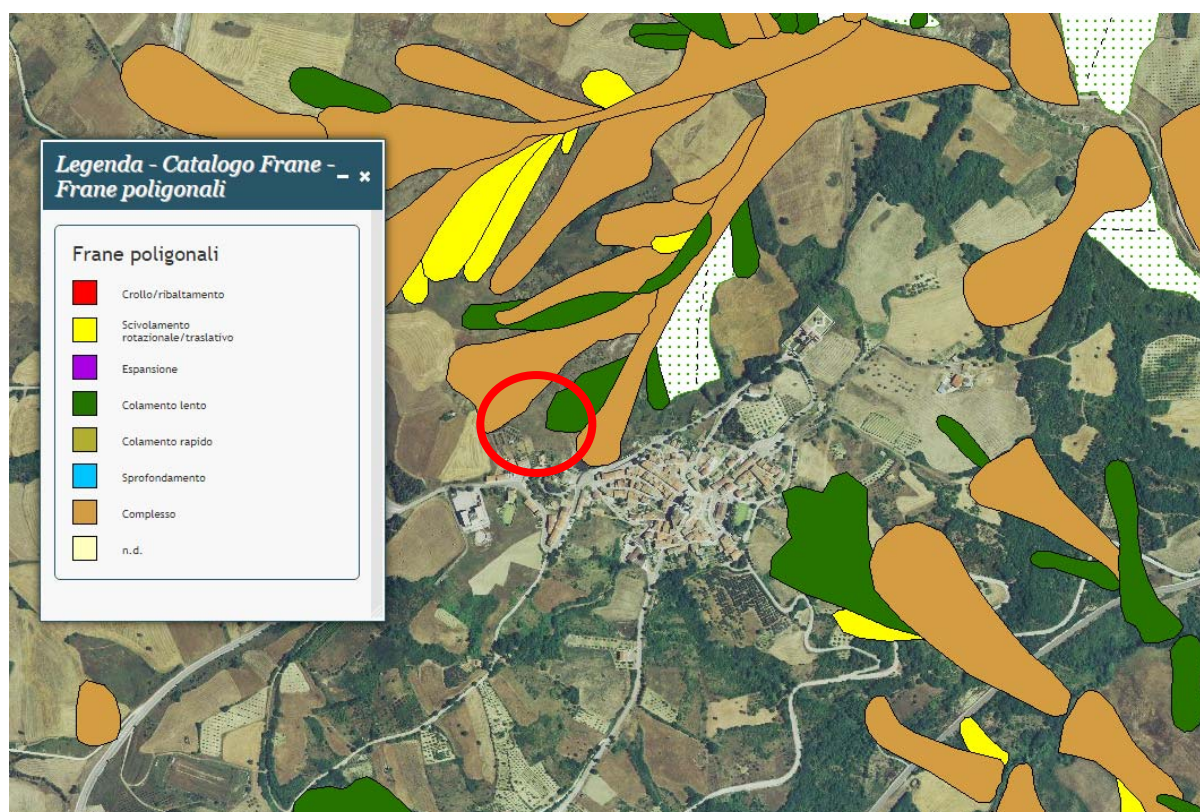 Legenda - Catalogo Frane -
Frane poligonali
Frane poligonali
Crollo/ribaltamento
Scivolamento
rotazionale/traslativo
Espansione
Colamento lento
Colamento rapido
Sprofondamento
Complesso
n.d.